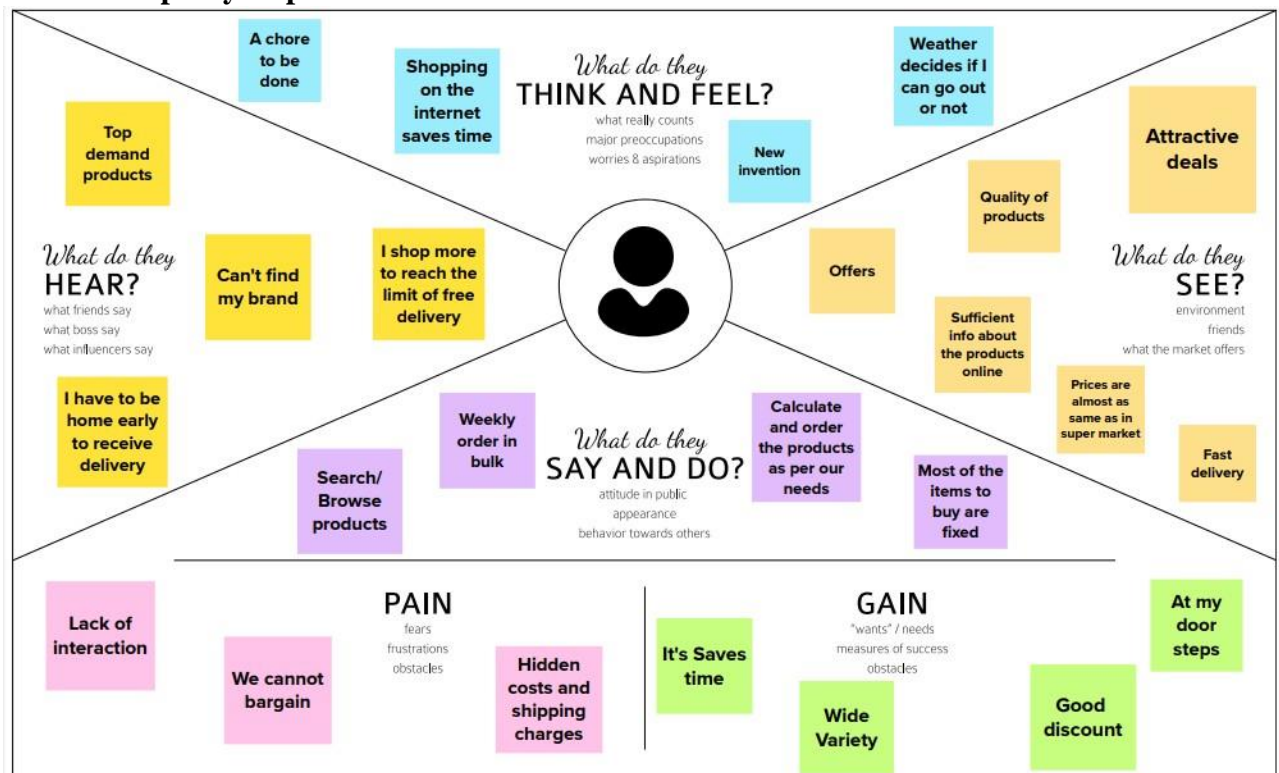 A chore
to be
done
Shopping
on the
internet
saves time
What do they
THINK AND FEEL?
what really counts
major preoccupations
worries & aspirations
New
invention
Weather
decides if I
can go out
or not
Top
demand
products
What do they
HEAR?
what friends say
what boss say
what influencers say
Can't find
my brand
I shop more
to reach the
limit of free
delivery
I have to be
home early
to receive
delivery
Attractive
deals
Quality of
products
Offers
What do they
SEE?
environment
friends
what the market offers
Sufficient
info about
the products
online
Prices are
almost as
same as in
super market
Fast
delivery
Search/
Browse
products
Weekly
order in
bulk
What do they
SAY AND DO?
attitude in public
appearance
behavior towards others
Calculate
and order
the products
as per our
needs
Most of the
items to
buy are
fixed
PAIN
fears
frustrations
obstacles
Lack of
interaction
We cannot
bargain
Hidden
costs and
shipping
charges
GAIN
"wants" / needs
measures of success
obstacles
It's Saves
time
Wide
Variety
Good
discount
At my
door
steps